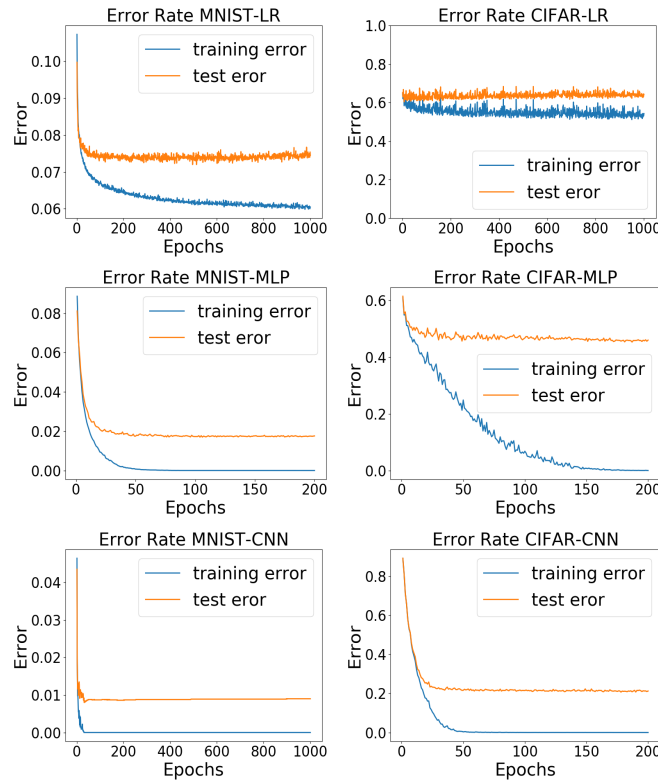 Error Rate MNIST-LR
training error
test eror
0.10
0.09
0.08
0.07
0.06
Error
0 200 400 600 800 1000
Epochs
Error Rate CIFAR-LR
1.0
0.8
0.6
0.4
0.2
0.0
Error
training error
test eror
0 200 400 600 800 1000
Epochs
Error Rate MNIST-MLP
training error
test eror
0.08
0.06
0.04
0.02
0.00
Error
0 50 100 150 200
Epochs
Error Rate CIFAR-MLP
0.6
0.4
0.2
0.0
Error
training error
test eror
0 50 100 150 200
Epochs
Error Rate MNIST-CNN
training error
test eror
0.04
0.03
0.02
0.01
0.00
Error
0 200 400 600 800 1000
Epochs
Error Rate CIFAR-CNN
training error
test eror
0.8
0.6
0.4
0.2
0.0
Error
0 50 100 150 200
Epochs